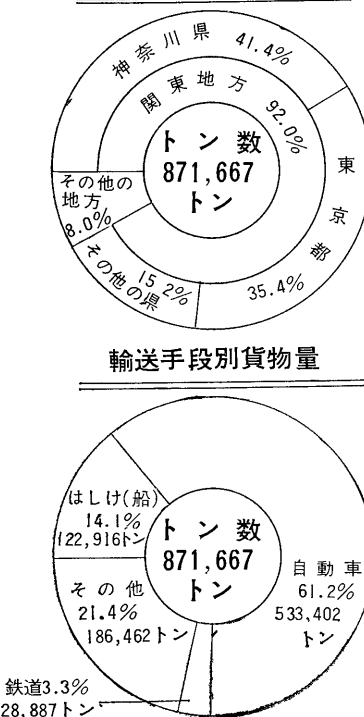 神奈川県 41.4%
関東地方 92.0%
トン数
871,667
トン
東京都
35.4%
その他の
地方
8.0%
その他の県
15.2%
輸送手段別貨物量
はしけ(船)
14.1%
122,916トン
トン数
871,667
トン
自動車
61.2%
533,402
トン
その他
21.4%
186,462トン
鉄道3.3%
28,887トン